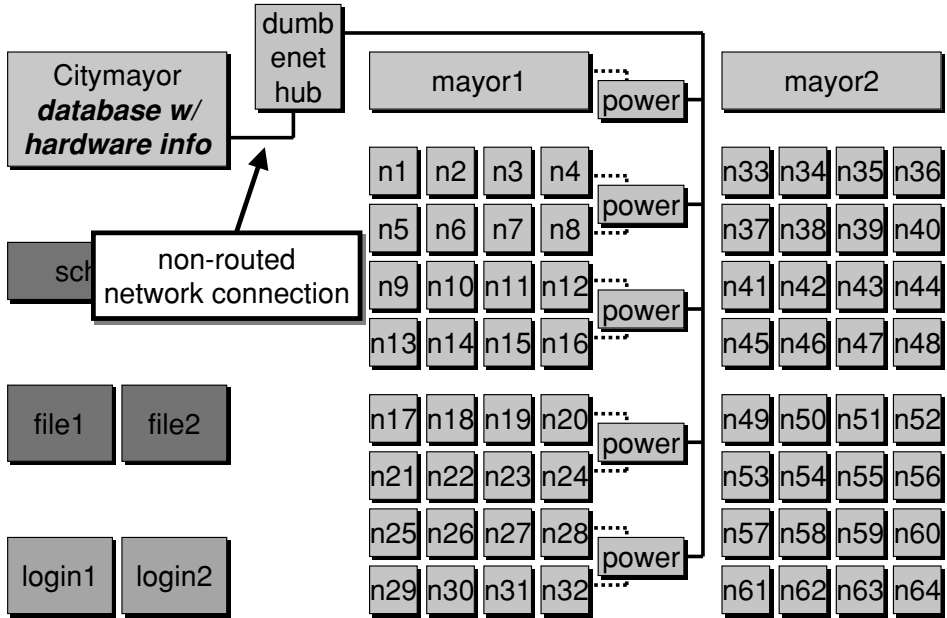 dumb
enet
hub
Citymayor
database w/
hardware info
mayor1
power
mayor2
n1 n2 n3 n4
power
n5 n6 n7 n8
n33 n34 n35 n36
n37 n38 n39 n40
sch
non-routed
network connection
n9 n10 n11 n12
power
n13 n14 n15 n16
n41 n42 n43 n44
n45 n46 n47 n48
file1 file2
n17 n18 n19 n20
power
n21 n22 n23 n24
n49 n50 n51 n52
n53 n54 n55 n56
login1 login2
n25 n26 n27 n28
power
n29 n30 n31 n32
n57 n58 n59 n60
n61 n62 n63 n64